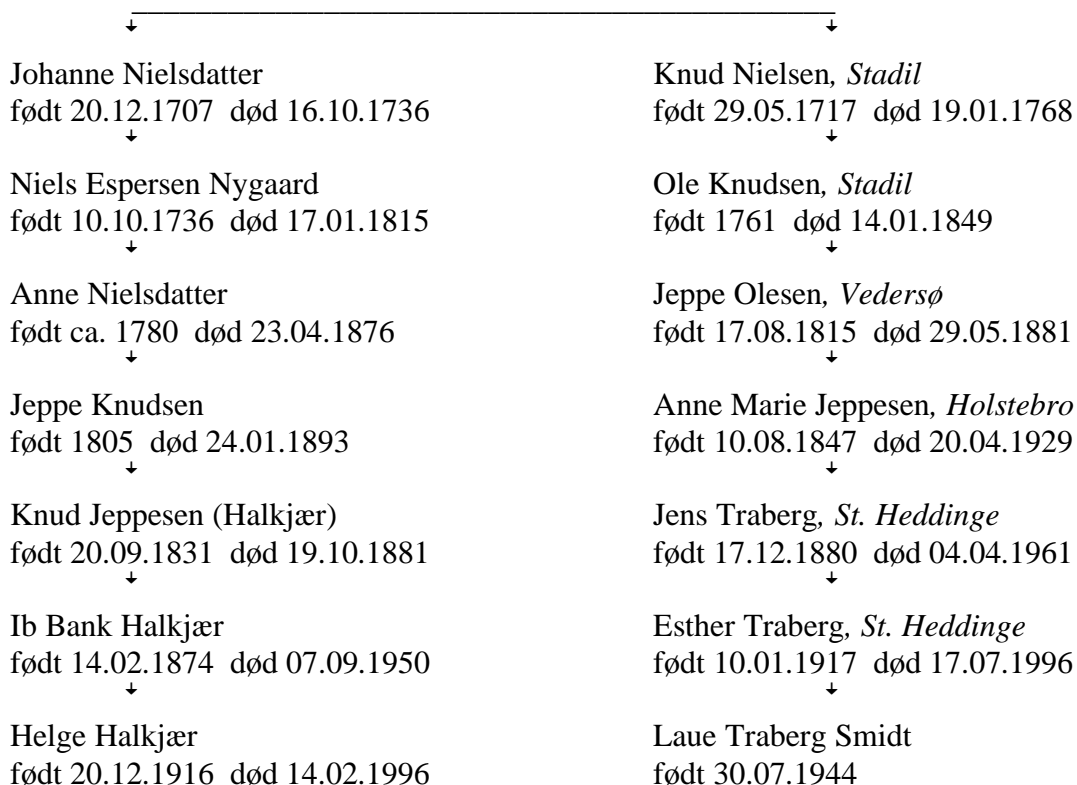 Johanne Nielsdatter
født 20.12.1707  død 16.10.1736
Niels Espersen Nygaard
født 10.10.1736  død 17.01.1815
Anne Nielsdatter
født ca. 1780  død 23.04.1876
Jeppe Knudsen
født 1805  død 24.01.1893
Knud Jeppesen (Halkjær)
født 20.09.1831  død 19.10.1881
Ib Bank Halkjær
født 14.02.1874  død 07.09.1950
Helge Halkjær
født 20.12.1916  død 14.02.1996
Knud Nielsen, Stadil
født 29.05.1717  død 19.01.1768
Ole Knudsen, Stadil
født 1761  død 14.01.1849
Jeppe Olesen, Vedersø
født 17.08.1815  død 29.05.1881
Anne Marie Jeppesen, Holstebro
født 10.08.1847  død 20.04.1929
Jens Traberg, St. Heddinge
født 17.12.1880  død 04.04.1961
Esther Traberg, St. Heddinge
født 10.01.1917  død 17.07.1996
Laue Traberg Smidt
født 30.07.1944